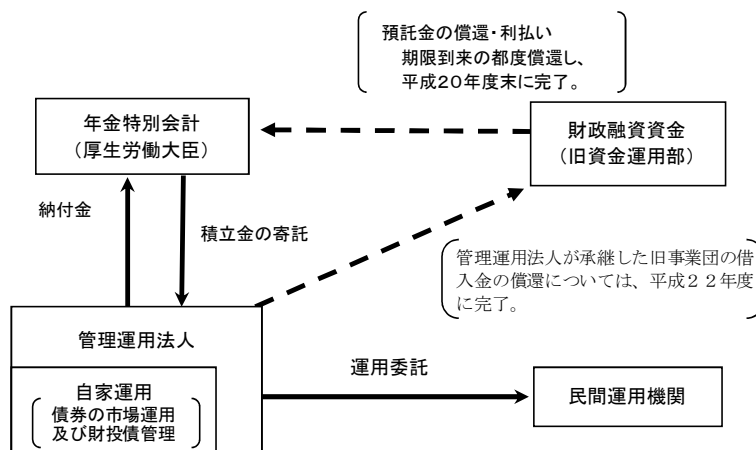 預託金の償還・利払い
期限到来の都度償還し、
平成20年度末に完了。
年金特別会計
（厚生労働大臣）
財政融資資金
（旧資金運用部）
納付金
積立金の寄託
管理運用法人が承継した旧事業団の借
入金の償還については、平成２２年度
に完了。
管理運用法人
自家運用
債券の市場運用
及び財投債管理
運用委託
民間運用機関